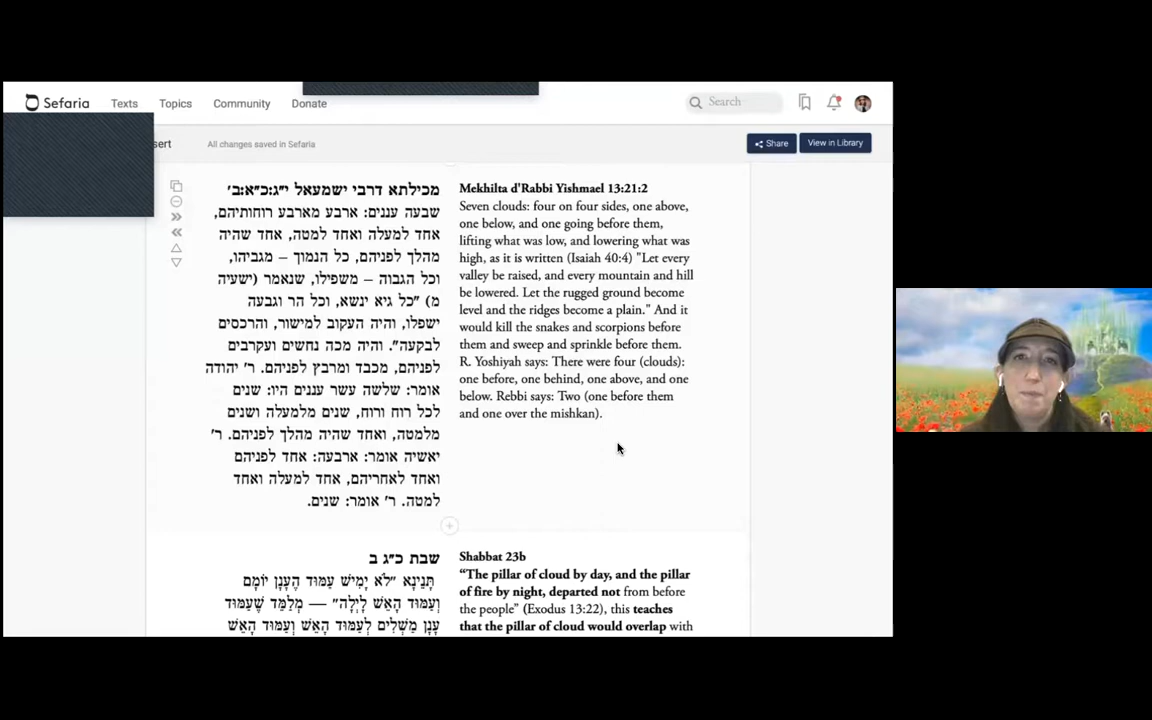 Sefaria Texts Topics Community Donate Search
sert All changes saved in Sefaria Share View in Library
מכילתא דרבי ישמעאל י״ג:כ״א:ב׳
שבעה עננים: ארבע מארבע רוחותיהם,
אחד למעלה ואחד למטה, אחד שהיה
מהלך לפניהם, כל הנמוך – מגביהו,
וכל הגבוה – משפילו, שנאמר (ישעיה
מ) ״כל גיא ינשא, וכל הר וגבעה
ישפלו, והיה העקוב למישור, והרכסים
לבקעה״. והיה מכה נחשים ועקרבים
לפניהם, מכבד ומרבץ לפניהם. ר׳ יהודה
אומר: שלשה עשר עננים היו: שנים
לכל רוח ורוח, שנים מלמעלה ושנים
מלמטה, ואחד שהיה מהלך לפניהם. ר׳
יאשיה אומר: ארבעה: אחד לפניהם
ואחד לאחריהם, אחד למעלה ואחד
למטה. ר׳ אומר: שנים.
Mekhilta d'Rabbi Yishmael 13:21:2
Seven clouds: four on four sides, one above,
one below, and one going before them,
lifting what was low, and lowering what was
high, as it is written (Isaiah 40:4) "Let every
valley be raised, and every mountain and hill
be lowered. Let the rugged ground become
level and the ridges become a plain." And it
would kill the snakes and scorpions before
them and sweep and sprinkle before them.
R. Yoshiyah says: There were four (clouds):
one before, one behind, one above, and one
below. Rebbi says: Two (one before them
and one over the mishkan).
שבת כ״ג ב
תָּנֵינָא ״לֹא יָמִישׁ עַמּוּד הֶעָנָן יוֹמָם
וְעַמּוּד הָאֵשׁ לָיְלָה״ — מְלַמֵּד שֶׁעַמּוּד
עָנָן מַשְׁלִים לְעַמּוּד הָאֵשׁ וְעַמּוּד הָאֵשׁ
Shabbat 23b
“The pillar of cloud by day, and the pillar
of fire by night, departed not from before
the people” (Exodus 13:22), this teaches
that the pillar of cloud would overlap with